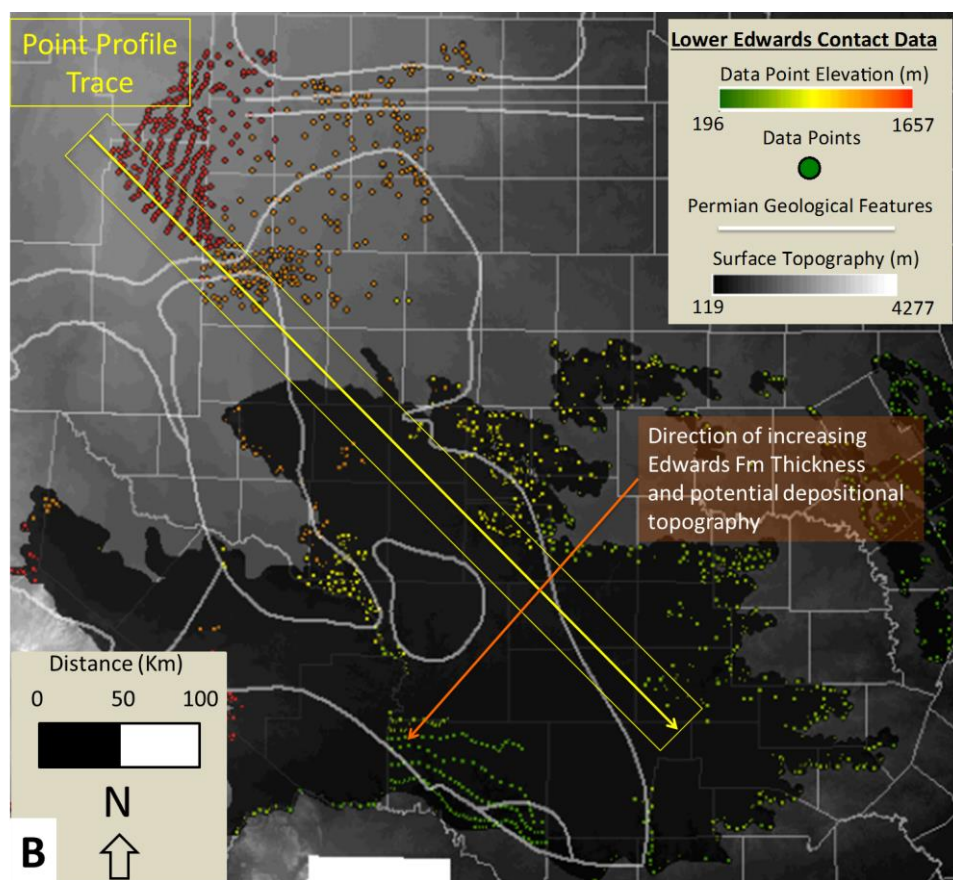 Point Profile
Trace
Lower Edwards Contact Data
Data Point Elevation (m)
196
1657
Data Points
Permian Geological Features
Surface Topography (m)
119
4277
Direction of increasing
Edwards Fm Thickness
and potential depositional
topography
Distance (Km)
0
50
100
N
B